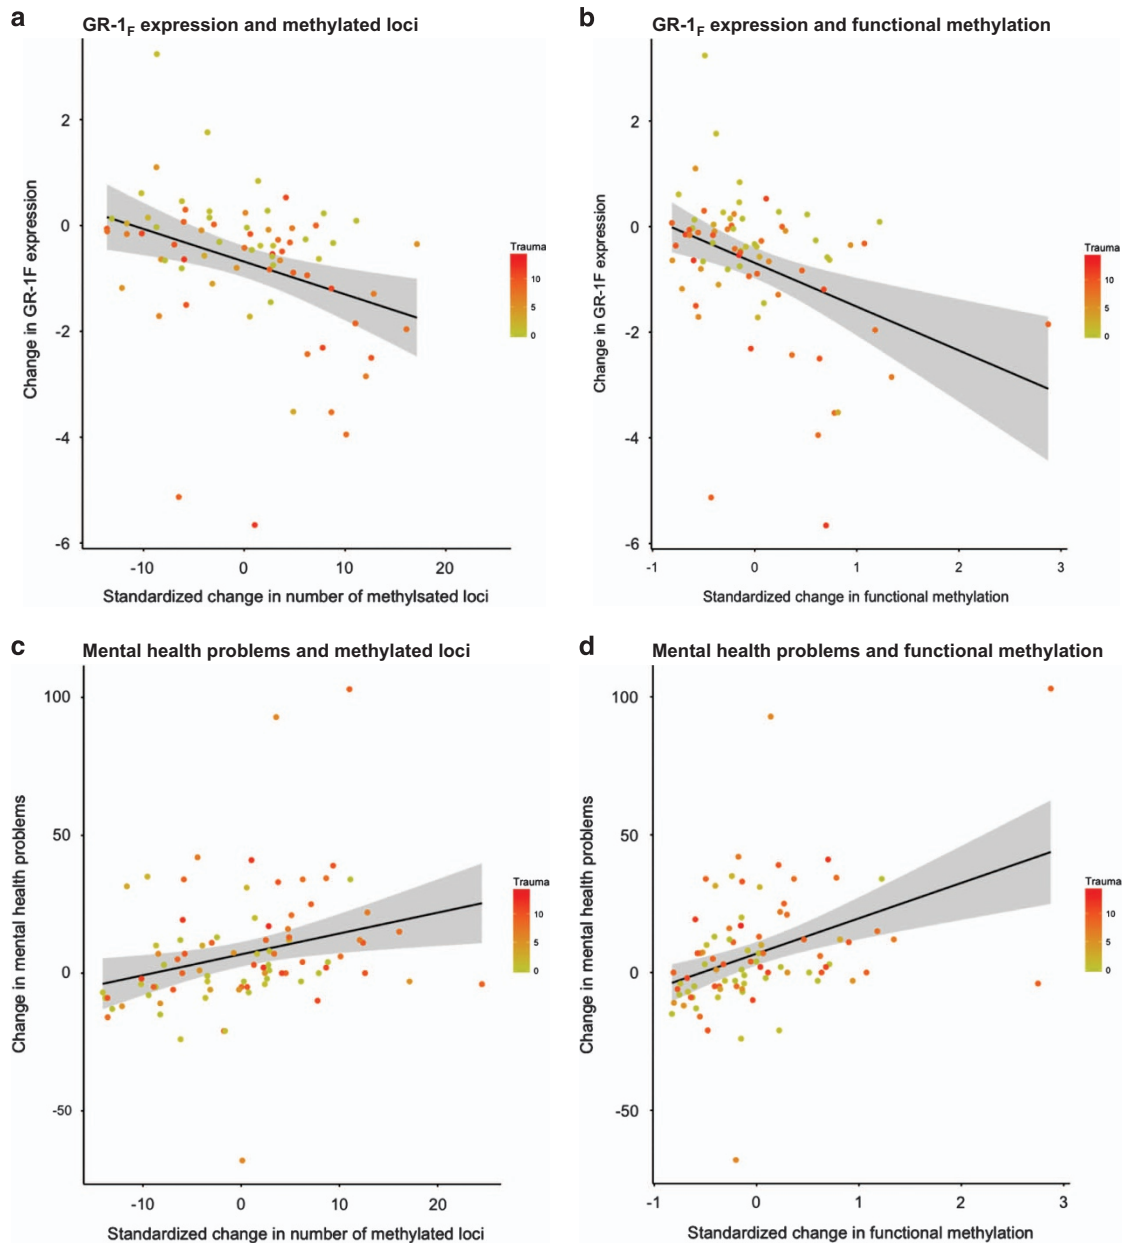 a
GR-1F expression and methylated loci
Change in GR-1F expression
2
0
-2
-4
-6
-10
0
10
20
Standardized change in number of methylsated loci
Trauma
10
5
0
b
GR-1F expression and functional methylation
Change in GR-1F expression
2
0
-2
-4
-6
-1
0
1
2
3
Standardized change in functional methylation
Trauma
10
5
0
c
Mental health problems and methylated loci
Change in mental health problems
100
50
0
-50
-10
0
10
20
Standardized change in number of methylated loci
Trauma
10
5
0
d
Mental health problems and functional methylation
Change in mental health problems
100
50
0
-50
-1
0
1
2
3
Standardized change in functional methylation
Trauma
10
5
0